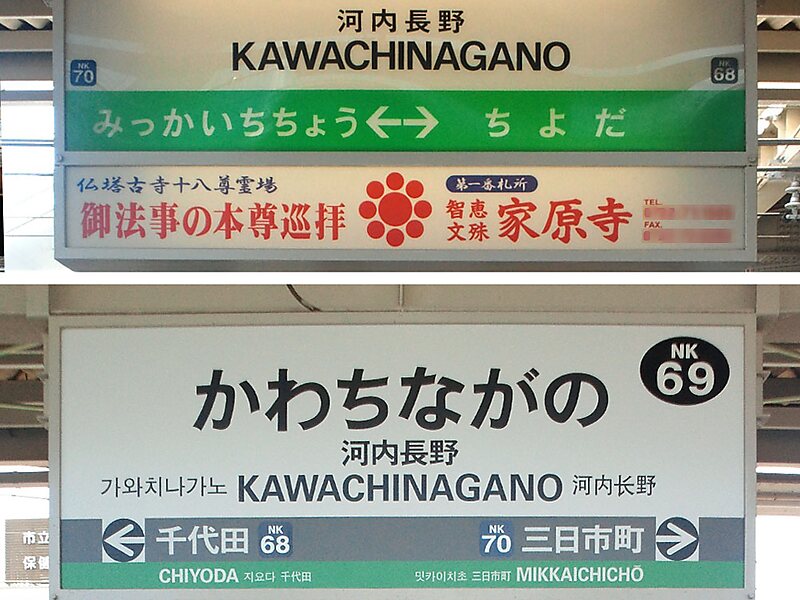 河内長野
KAWACHINAGANO
NK 70
NK 68
みっかいちちょう ←→ ちよだ
仏塔古寺十八尊霊場
御法事の本尊巡拝
第一番札所
智恵文殊 家原寺
TEL.
FAX.
NK 69
かわちながの
河内長野
가와치나가노 KAWACHINAGANO 河内长野
市立
← 千代田 NK 68 NK 70 三日市町 →
CHIYODA 지요다 千代田 밋카이치초 三日市町 MIKKAICHICHŌ